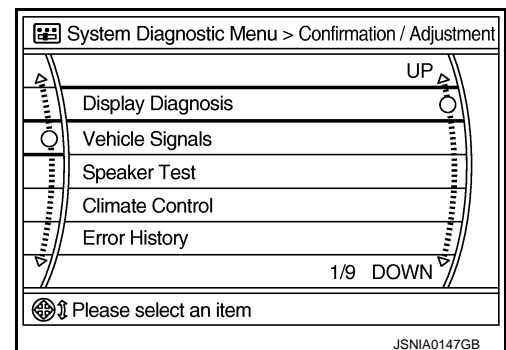 System Diagnostic Menu > Confirmation / Adjustment
UP
Display Diagnosis
Vehicle Signals
Speaker Test
Climate Control
Error History
1/9 DOWN
Please select an item
JSNIA0147GB